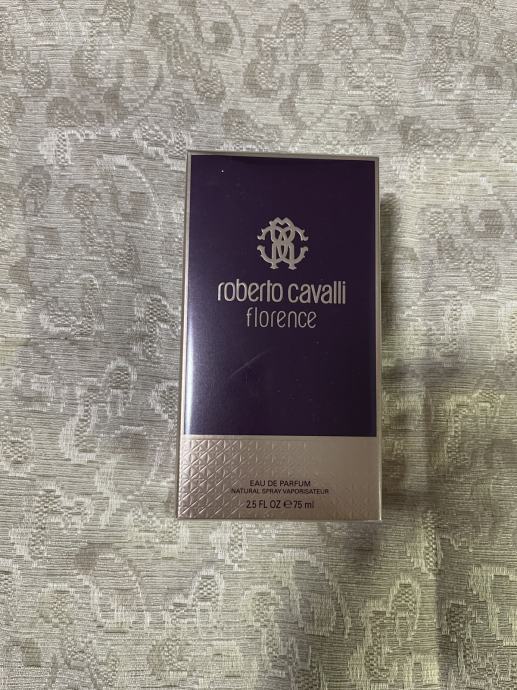 roberto cavalli
florence
EAU DE PARFUM
NATURAL SPRAY VAPORISATEUR
2.5 FL OZ ℮ 75 ml